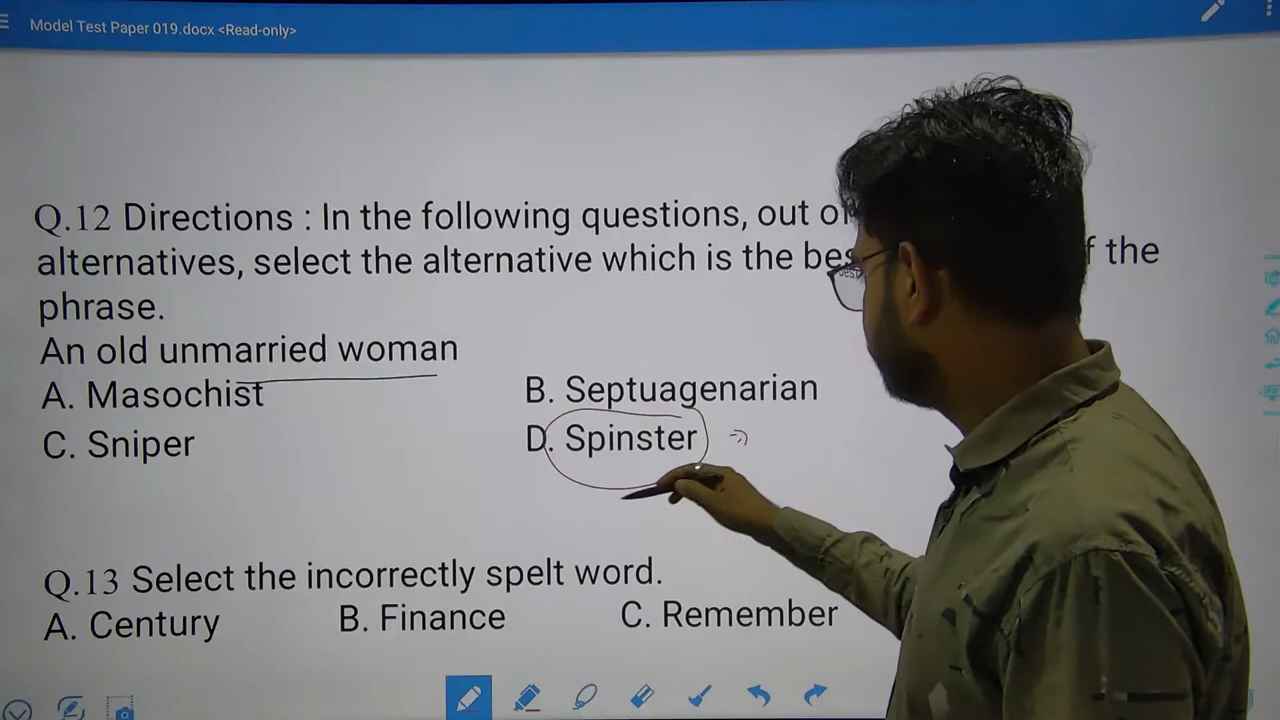 Model Test Paper 019.docx <Read-only>
Q.12 Directions : In the following questions, out of
alternatives, select the alternative which is the best the
phrase.
An old unmarried woman
A. Masochist B. Septuagenarian
C. Sniper D. Spinster
Q.13 Select the incorrectly spelt word.
A. Century B. Finance C. Remember